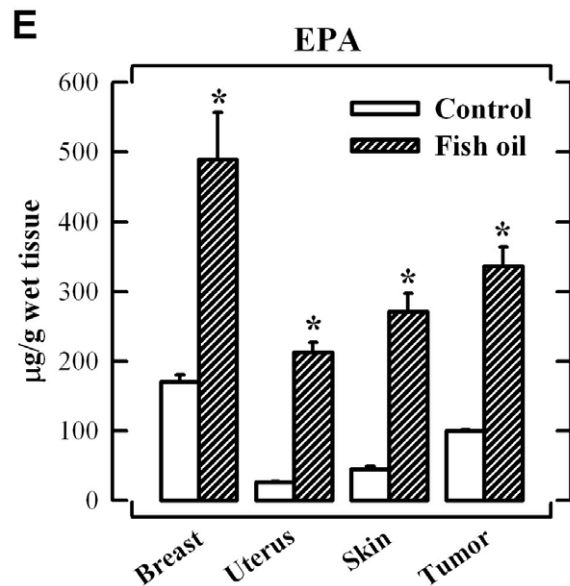 E
EPA
600
500
400
300
200
100
0
µg/g wet tissue
Control
Fish oil
*
*
*
*
Breast
Uterus
Skin
Tumor